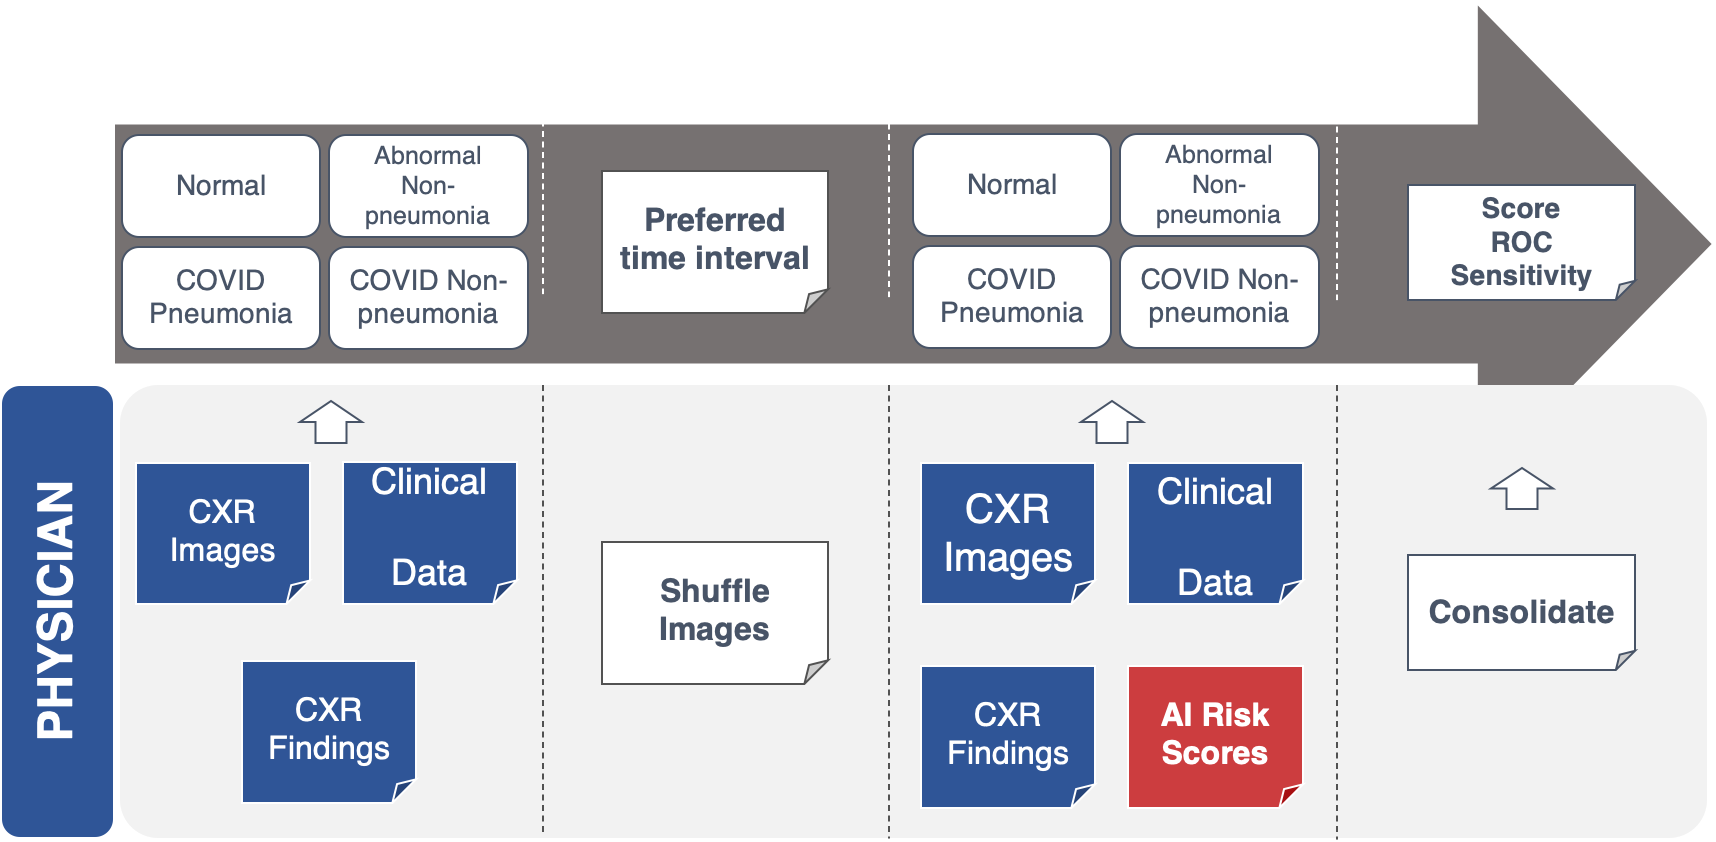 Normal
Abnormal
Non-
pneumonia
COVID
Pneumonia
COVID Non-
pneumonia
Preferred
time interval
Normal
Abnormal
Non-
pneumonia
COVID
Pneumonia
COVID Non-
pneumonia
Score
ROC
Sensitivity
PHYSICIAN
CXR
Images
Clinical
Data
CXR
Findings
Shuffle
Images
CXR
Images
Clinical
Data
CXR
Findings
AI Risk
Scores
Consolidate